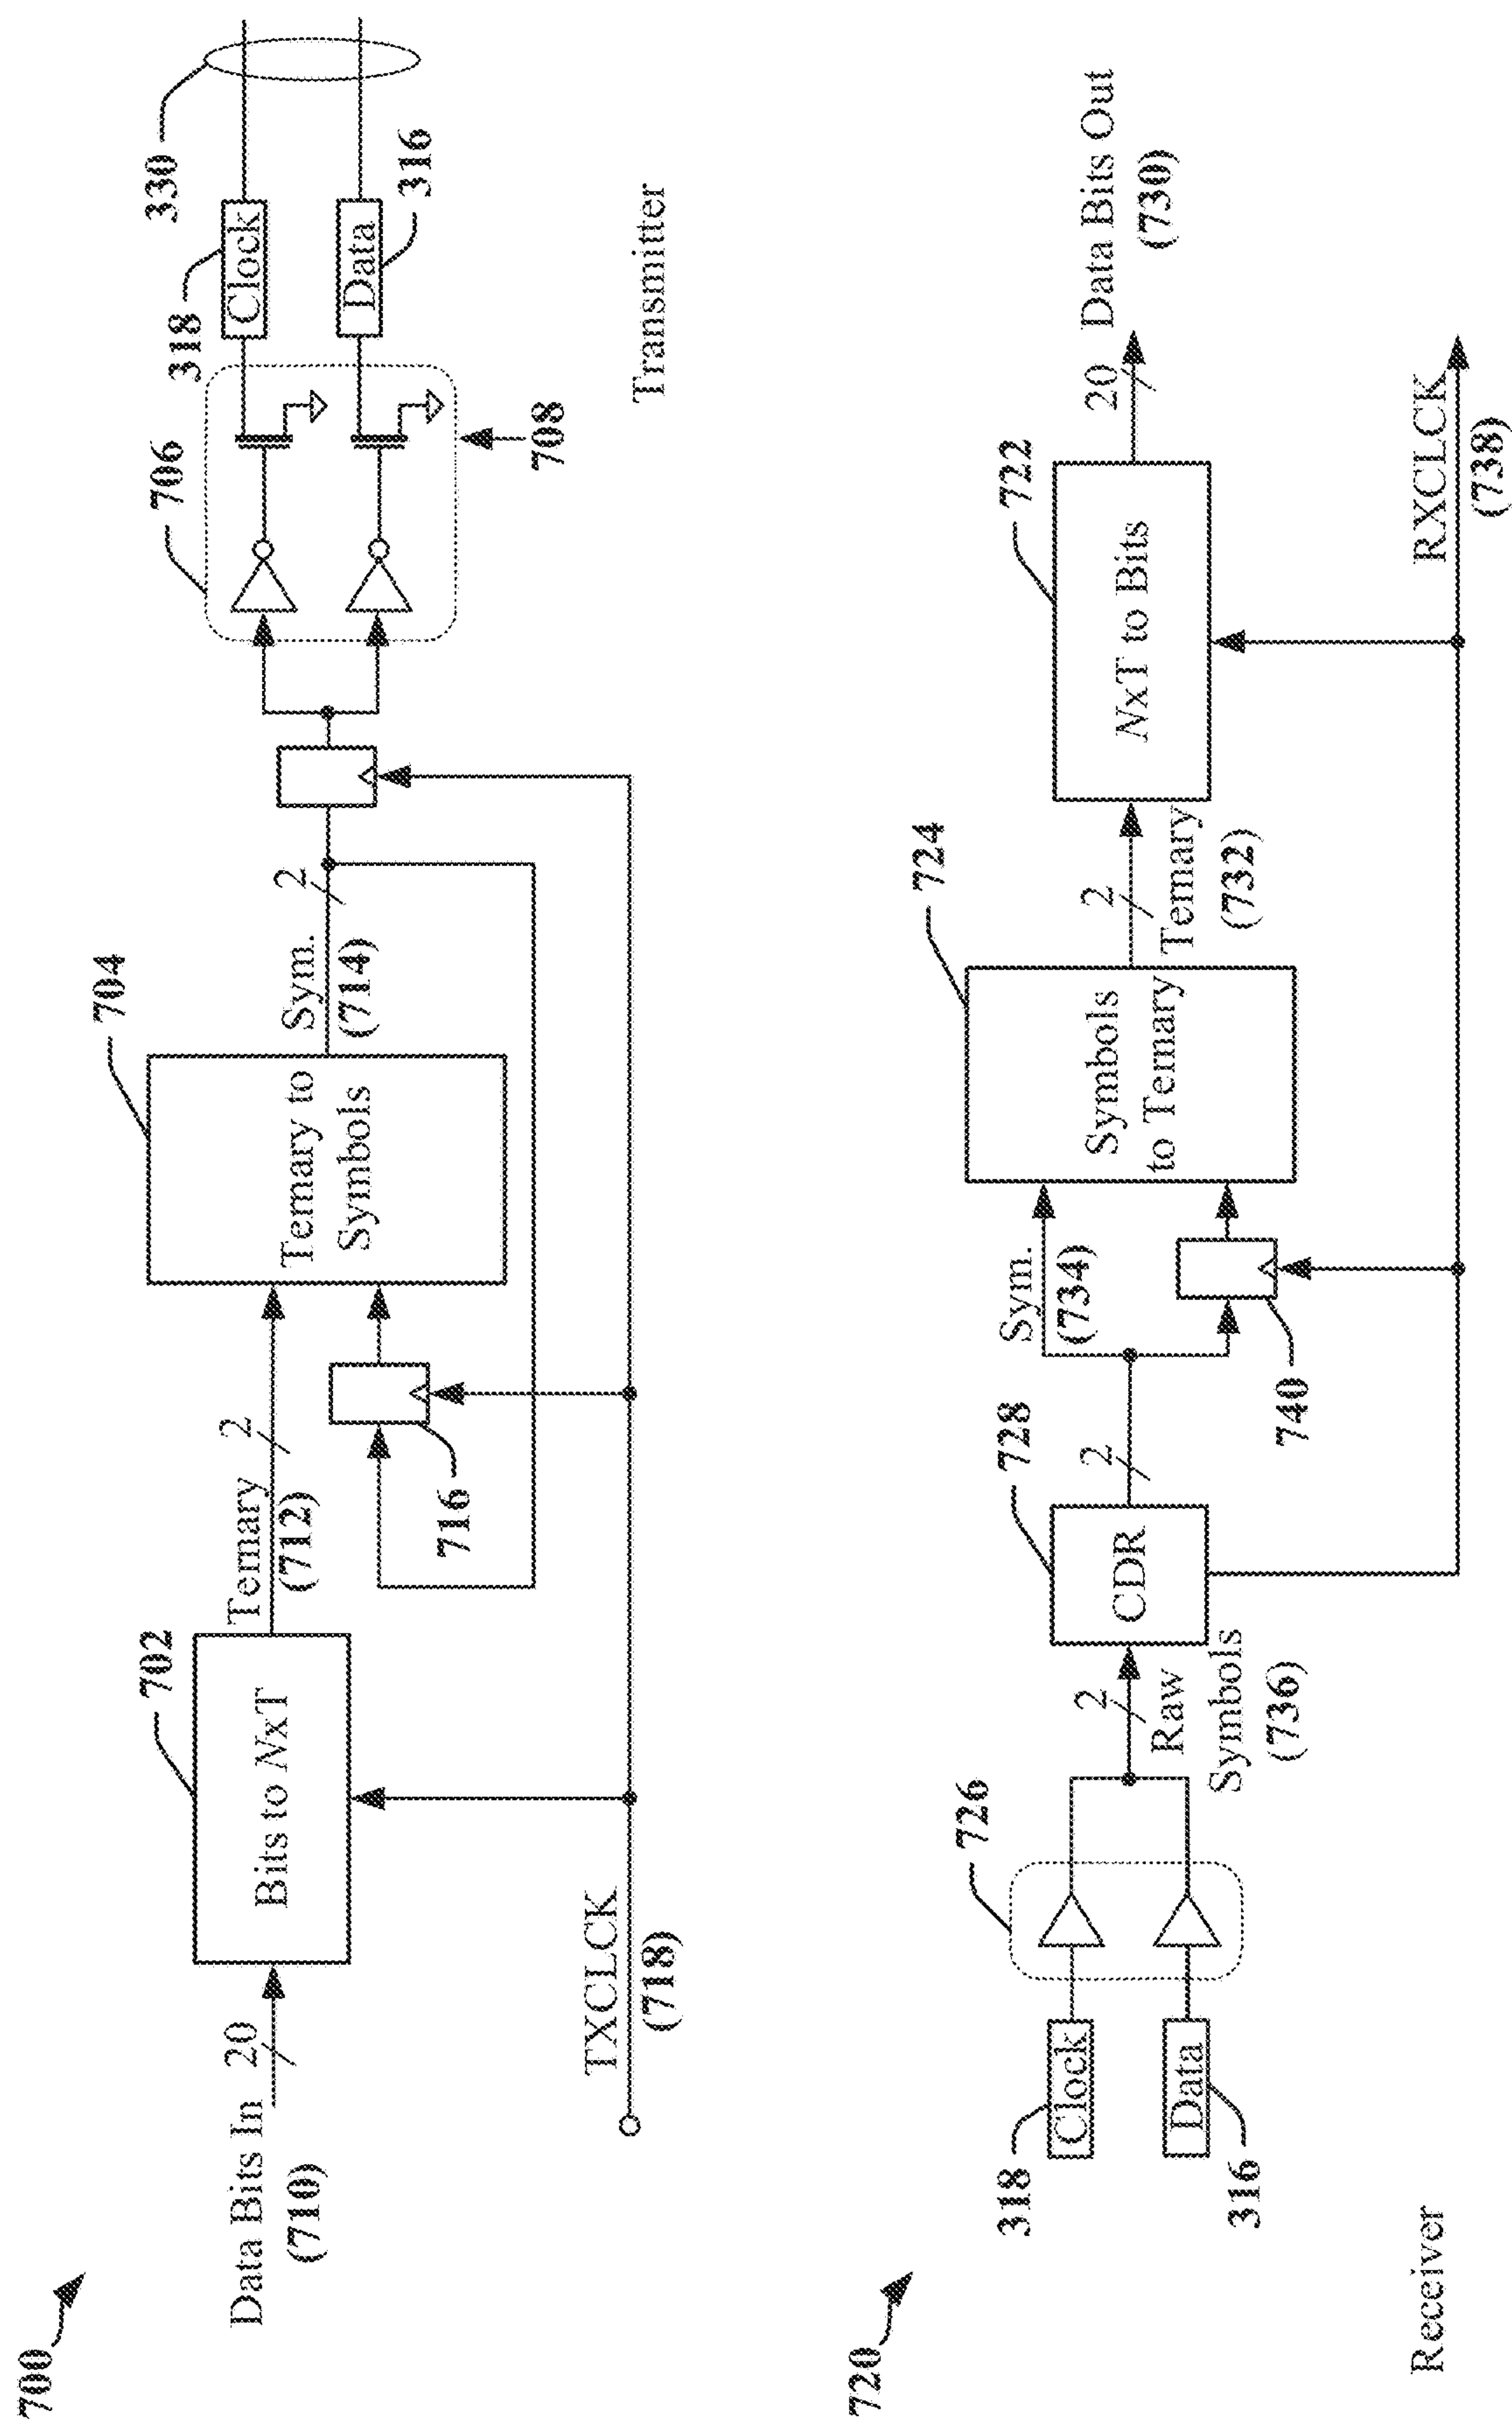 700
Data Bits In
(710)
20
702
Bits to NxT
Ternary
(712)
2
716
704
Ternary to
Symbols
Sym.
(714)
2
706
708
318
Clock
Data
316
330
TXCLCK
(718)
Transmitter
720
318
Clock
Data
316
726
2
Raw
Symbols
(736)
728
CDR
2
Sym.
(734)
740
724
Symbols
to Ternary
2
Ternary
(732)
722
NxT to Bits
20
Data Bits Out
(730)
RXCLCK
(738)
Receiver